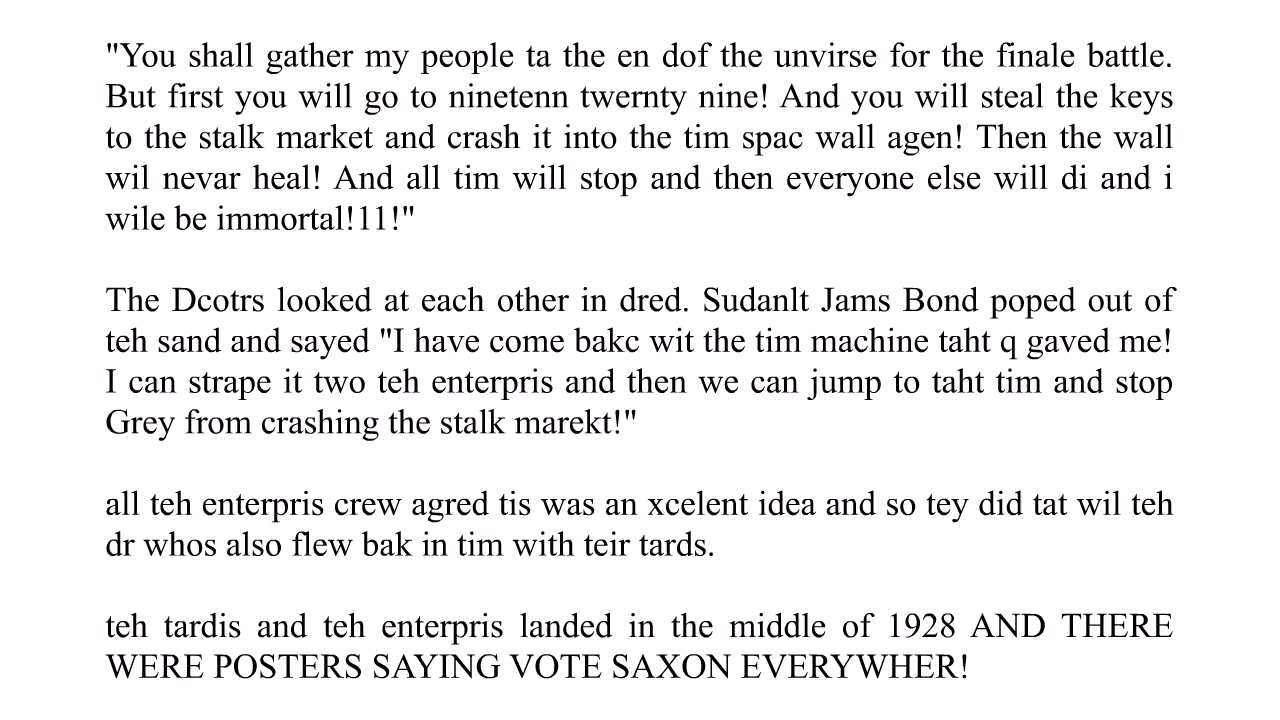 "You shall gather my people ta the en dof the unvirse for the finale battle.
But first you will go to ninetenn twernty nine! And you will steal the keys
to the stalk market and crash it into the tim spac wall agen! Then the wall
wil nevar heal! And all tim will stop and then everyone else will di and i
wile be immortal!11!"
The Dcotrs looked at each other in dred. Sudanlt Jams Bond poped out of
teh sand and sayed "I have come bakc wit the tim machine taht q gaved me!
I can strape it two teh enterpris and then we can jump to taht tim and stop
Grey from crashing the stalk marekt!"
all teh enterpris crew agred tis was an xcelent idea and so tey did tat wil teh
dr whos also flew bak in tim with teir tards.
teh tardis and teh enterpris landed in the middle of 1928 AND THERE
WERE POSTERS SAYING VOTE SAXON EVERYWHER!